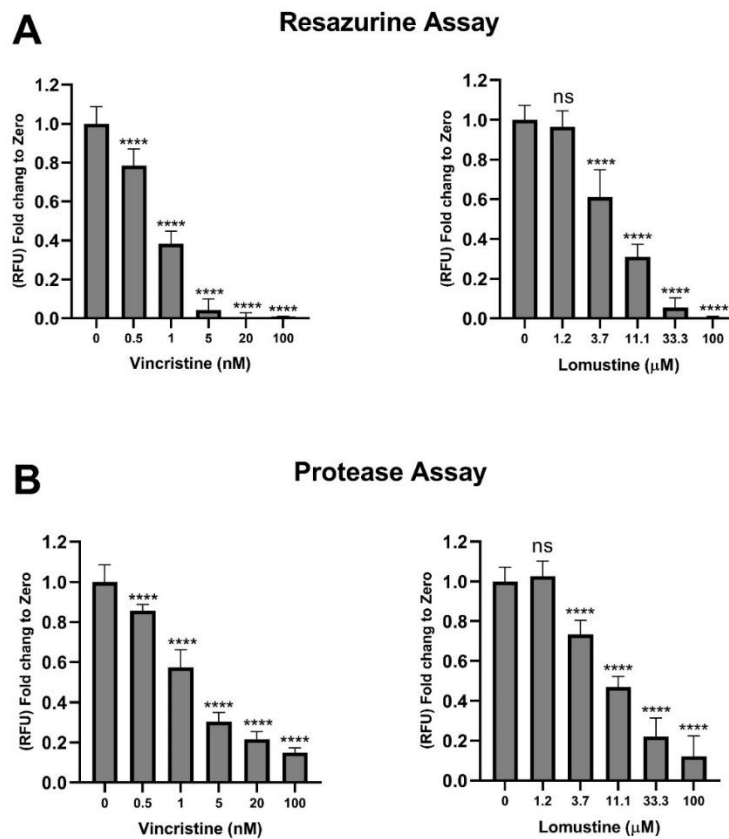 A
Resazurine Assay
(RFU) Fold chang to Zero
1.2
1.0
0.8
0.6
0.4
0.2
0.0
****
****
****
****
****
0 0.5 1 5 20 100
Vincristine (nM)
(RFU) Fold chang to Zero
1.2
1.0
0.8
0.6
0.4
0.2
0.0
ns
****
****
****
****
0 1.2 3.7 11.1 33.3 100
Lomustine (μM)
B
Protease Assay
(RFU) Fold chang to Zero
1.2
1.0
0.8
0.6
0.4
0.2
0.0
****
****
****
****
****
0 0.5 1 5 20 100
Vincristine (nM)
(RFU) Fold chang to Zero
1.2
1.0
0.8
0.6
0.4
0.2
0.0
ns
****
****
****
****
0 1.2 3.7 11.1 33.3 100
Lomustine (μM)